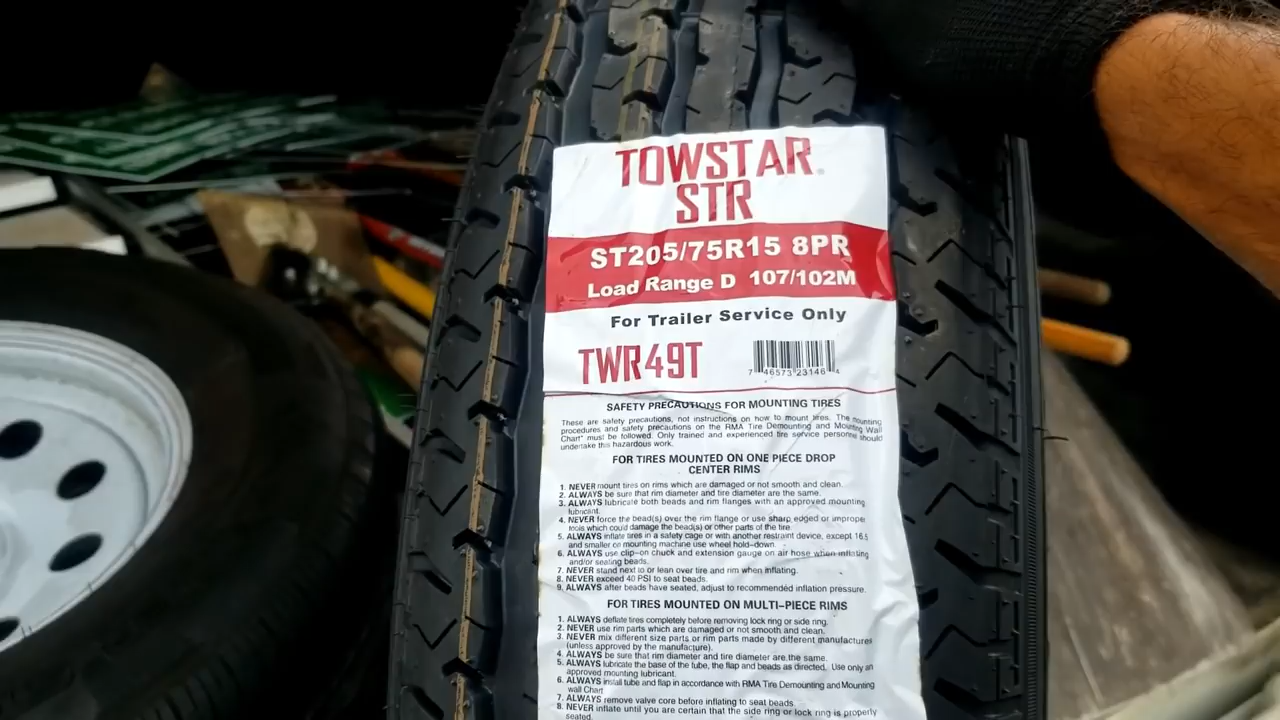 TOWSTAR
STR
ST205/75R15 8PR
Load Range D 107/102M
For Trailer Service Only
TWR49T
7 46573 23146 4
SAFETY PRECAUTIONS FOR MOUNTING TIRES
These are safety precautions, not instructions on how to mount tires. The mounting
procedures and safety precautions on the RMA Tire Demounting and Mounting Wall
Chart" must be followed. Only trained and experienced tire service personnel should
undertake this hazardous work.
FOR TIRES MOUNTED ON ONE PIECE DROP
CENTER RIMS
1. NEVER mount tires on rims which are damaged or not smooth and clean.
2. ALWAYS be sure that rim diameter and tire diameter are the same.
3. ALWAYS lubricate both beads and rim flanges with an approved mounting
lubricant.
4. NEVER force the bead(s) over the rim flange or use sharp edged or imprope
tools which could damage the bead(s) or other parts of the tire.
5. ALWAYS inflate tires in a safety cage or with another restraint device, except 16.5
and smaller on mounting machine use wheel hold-down.
6. ALWAYS use clip-on chuck and extension gauge on air hose when inflating
and/or seating beads.
7. NEVER stand next to or lean over tire and rim when inflating.
8. NEVER exceed 40 PSI to seat beads.
9. ALWAYS after beads have seated, adjust to recommended inflation pressure.
FOR TIRES MOUNTED ON MULTI-PIECE RIMS
1. ALWAYS deflate tires completely before removing lock ring or side ring.
2. NEVER use rim parts which are damaged or not smooth and clean.
3. NEVER mix different size parts or rim parts made by different manufactures
(unless approved by the manufacture).
4. ALWAYS be sure that rim diameter and tire diameter are the same.
5. ALWAYS lubricate the base of the tube, the flap and beads as directed. Use only an
approved mounting lubricant.
6. ALWAYS install tube and flap in accordance with RMA Tire Demounting and Mounting
wall Chart
7. ALWAYS remove valve core before inflating to seat beads.
8. NEVER inflate until you are certain that the side ring or lock ring is properly
seated.